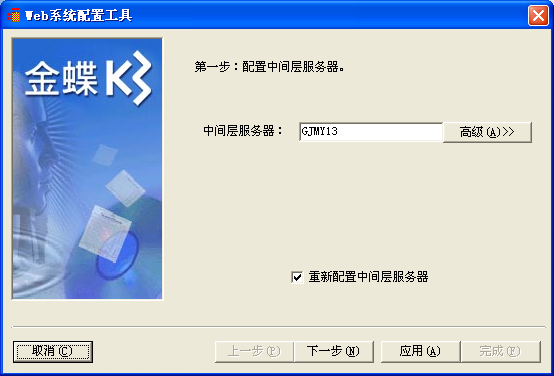 Web系统配置工具
金蝶K3
第一步：配置中间层服务器。
中间层服务器：
GJMY13
高级(A)>>
重新配置中间层服务器
取消(C)
上一步(P)
下一步(N)
应用(A)
完成(F)